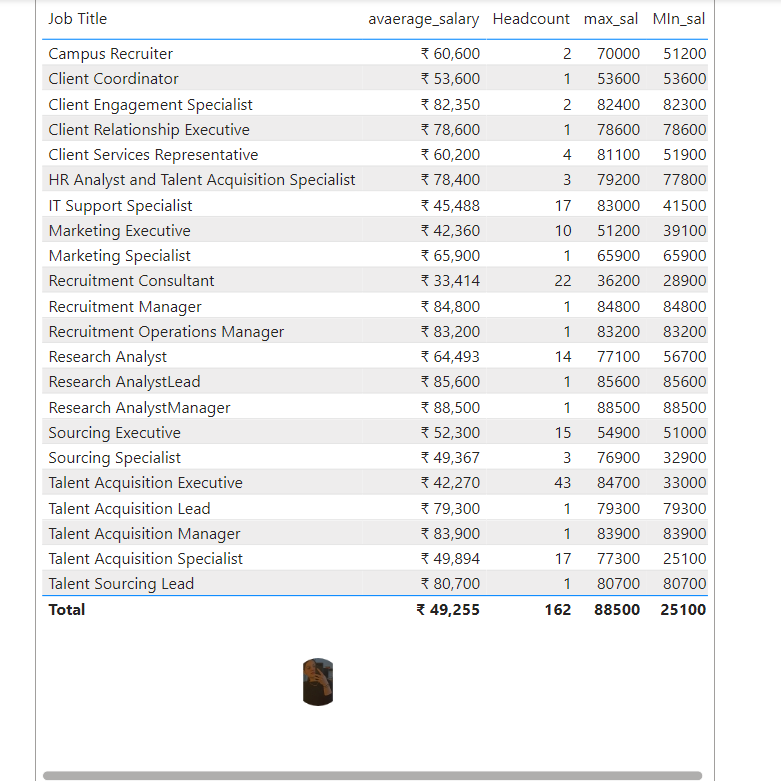 Job Title avaerage_salary Headcount max_sal MIn_sal
Campus Recruiter ₹ 60,600 2 70000 51200
Client Coordinator ₹ 53,600 1 53600 53600
Client Engagement Specialist ₹ 82,350 2 82400 82300
Client Relationship Executive ₹ 78,600 1 78600 78600
Client Services Representative ₹ 60,200 4 81100 51900
HR Analyst and Talent Acquisition Specialist ₹ 78,400 3 79200 77800
IT Support Specialist ₹ 45,488 17 83000 41500
Marketing Executive ₹ 42,360 10 51200 39100
Marketing Specialist ₹ 65,900 1 65900 65900
Recruitment Consultant ₹ 33,414 22 36200 28900
Recruitment Manager ₹ 84,800 1 84800 84800
Recruitment Operations Manager ₹ 83,200 1 83200 83200
Research Analyst ₹ 64,493 14 77100 56700
Research AnalystLead ₹ 85,600 1 85600 85600
Research AnalystManager ₹ 88,500 1 88500 88500
Sourcing Executive ₹ 52,300 15 54900 51000
Sourcing Specialist ₹ 49,367 3 76900 32900
Talent Acquisition Executive ₹ 42,270 43 84700 33000
Talent Acquisition Lead ₹ 79,300 1 79300 79300
Talent Acquisition Manager ₹ 83,900 1 83900 83900
Talent Acquisition Specialist ₹ 49,894 17 77300 25100
Talent Sourcing Lead ₹ 80,700 1 80700 80700
Total ₹ 49,255 162 88500 25100